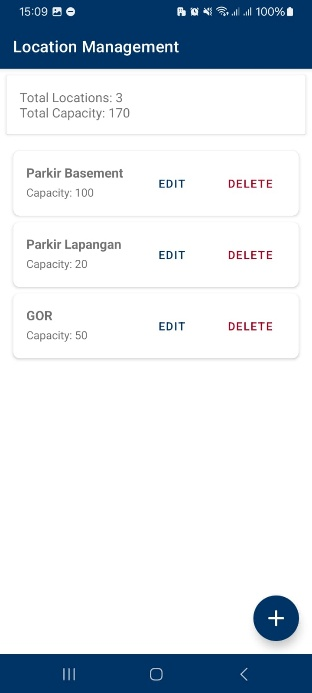 15:09 100%
Location Management
Total Locations: 3
Total Capacity: 170
Parkir Basement
Capacity: 100
EDIT DELETE
Parkir Lapangan
Capacity: 20
EDIT DELETE
GOR
Capacity: 50
EDIT DELETE
+